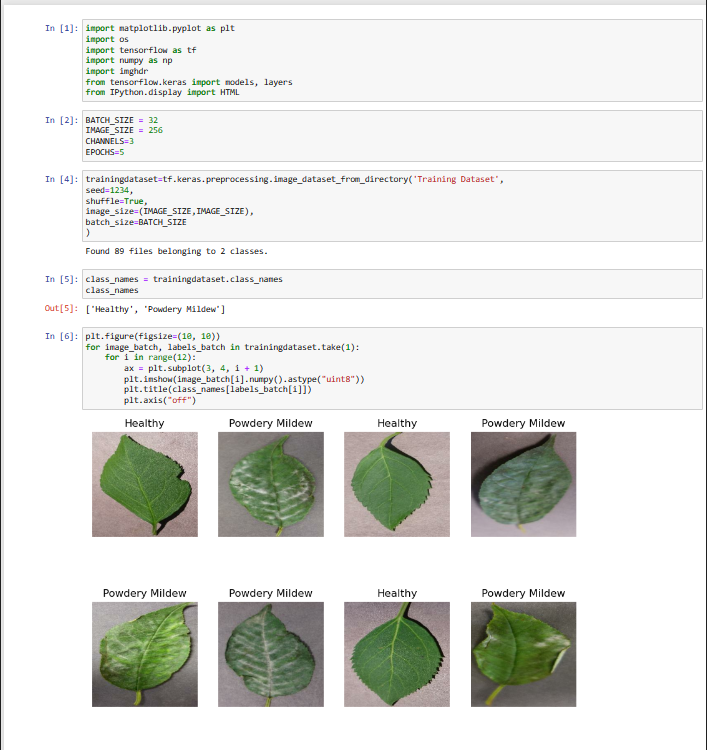 In [1]: import matplotlib.pyplot as plt
import os
import tensorflow as tf
import numpy as np
import imghdr
from tensorflow.keras import models, layers
from IPython.display import HTML
In [2]: BATCH_SIZE = 32
IMAGE_SIZE = 256
CHANNELS=3
EPOCHS=5
In [4]: trainingdataset=tf.keras.preprocessing.image_dataset_from_directory('Training Dataset',
seed=1234,
shuffle=True,
image_size=(IMAGE_SIZE,IMAGE_SIZE),
batch_size=BATCH_SIZE
)
Found 89 files belonging to 2 classes.
In [5]: class_names = trainingdataset.class_names
class_names
Out[5]: ['Healthy', 'Powdery Mildew']
In [6]: plt.figure(figsize=(10, 10))
for image_batch, labels_batch in trainingdataset.take(1):
    for i in range(12):
        ax = plt.subplot(3, 4, i + 1)
        plt.imshow(image_batch[i].numpy().astype("uint8"))
        plt.title(class_names[labels_batch[i]])
        plt.axis("off")
Healthy Powdery Mildew Healthy Powdery Mildew
Powdery Mildew Powdery Mildew Healthy Powdery Mildew